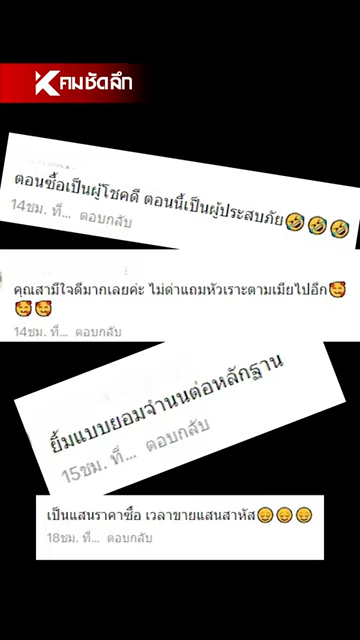 คมชัดลึก
ตอนซื้อเป็นผู้โชคดี ตอนนี้เป็นผู้ประสบภัย🤣🤣🤣
14ชม. ที่... ตอบกลับ
คุณสามีใจดีมากเลยค่ะ ไม่ด่าแถมหัวเราะตามเมียไปอีก🥰
🥰🥰
14ชม. ที่... ตอบกลับ
ยิ้มแบบยอมจำนนต่อหลักฐาน
15ชม. ที่... ตอบกลับ
เป็นแสนราคาซื้อ เวลาขายแสนสาหัส😞😞😞
18ชม. ที่... ตอบกลับ